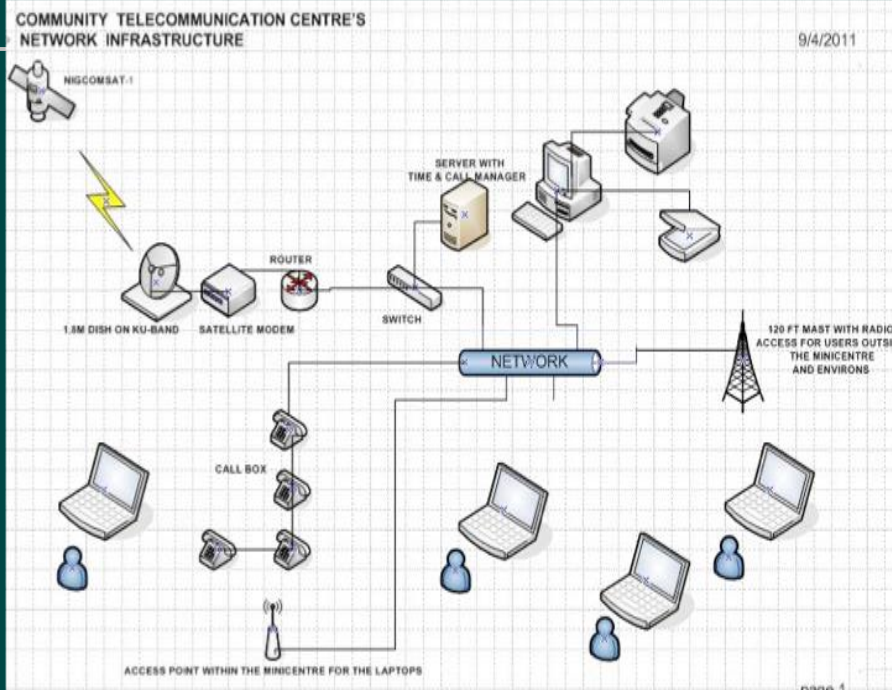 COMMUNITY TELECOMMUNICATION CENTRE'S
NETWORK INFRASTRUCTURE
9/4/2011
NIGCOMSAT-1
SERVER WITH
TIME & CALL MANAGER
ROUTER
1.8M DISH ON KU-BAND
SATELLITE MODEM
SWITCH
NETWORK
120 FT MAST WITH RADIO
ACCESS FOR USERS OUTSI
THE MINICENTRE
AND ENVIRONS
CALL BOX
ACCESS POINT WITHIN THE MINICENTRE FOR THE LAPTOPS
page 1